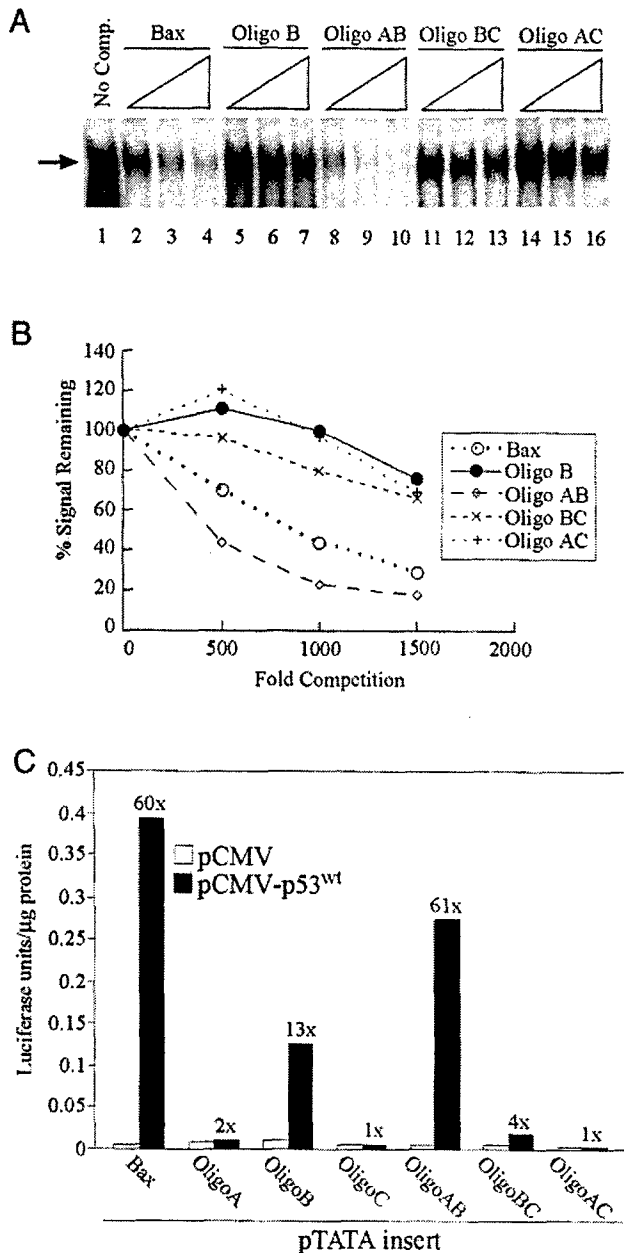 A
No Comp.
Bax
Oligo B
Oligo AB
Oligo BC
Oligo AC
1 2 3 4 5 6 7 8 9 10 11 12 13 14 15 16
B
140
120
100
80
60
40
20
0
% Signal Remaining
0 500 1000 1500 2000
Fold Competition
Bax
Oligo B
Oligo AB
Oligo BC
Oligo AC
C
0.45
0.4
0.35
0.3
0.25
0.2
0.15
0.1
0.05
0
Luciferase units/µg protein
pCMV
pCMV-p53wt
60x
2x
13x
1x
61x
4x
1x
Bax
OligoA
OligoB
OligoC
OligoAB
OligoBC
OligoAC
pTATA insert